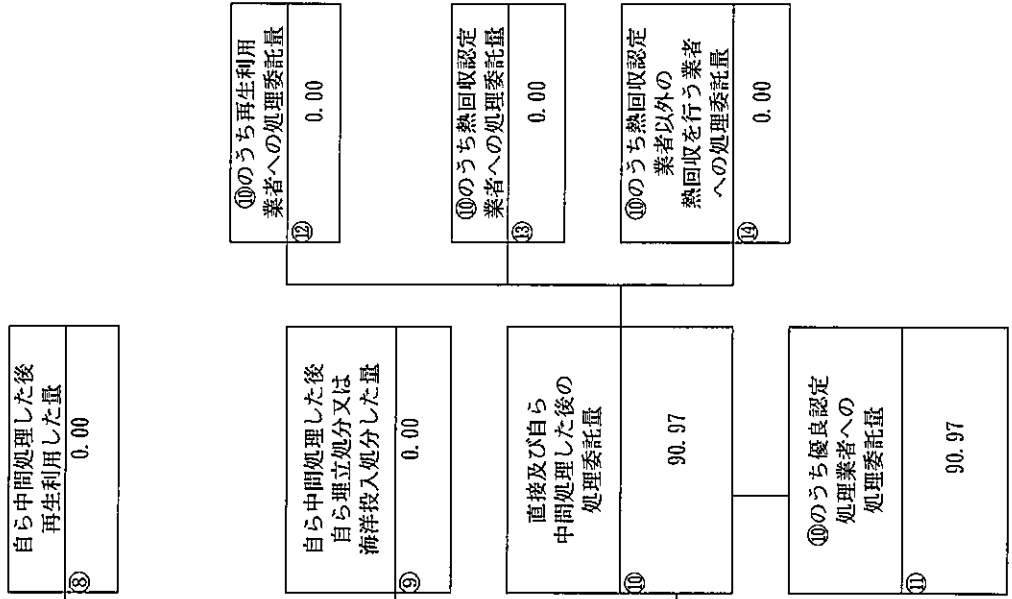 自ら中間処理した後
再生利用した量
⑧
0.00
自ら中間処理した後
自ら埋立処分又は
海洋投入処分した量
⑨
0.00
直接及び自ら
中間処理した後の
処理委託量
⑩
90.97
⑩のうち優良認定
処理業者への
処理委託量
⑪
90.97
⑩のうち再生利用
業者への処理委託量
⑫
0.00
⑩のうち熱回収認定
業者への処理委託量
⑬
0.00
⑩のうち熱回収認定
業者以外の
熱回収を行う業者
への処理委託量
⑭
0.00